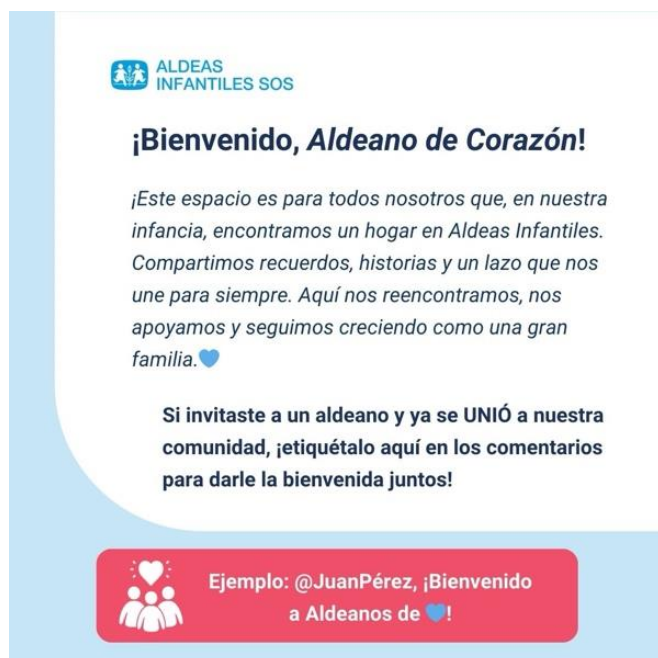 ALDEAS
INFANTILES SOS
¡Bienvenido, Aldeano de Corazón!
¡Este espacio es para todos nosotros que, en nuestra
infancia, encontramos un hogar en Aldeas Infantiles.
Compartimos recuerdos, historias y un lazo que nos
une para siempre. Aquí nos reencontramos, nos
apoyamos y seguimos creciendo como una gran
familia.💙
Si invitaste a un aldeano y ya se UNIÓ a nuestra
comunidad, ¡etiquétalo aquí en los comentarios
para darle la bienvenida juntos!
Ejemplo: @JuanPérez, ¡Bienvenido
a Aldeanos de 💙!